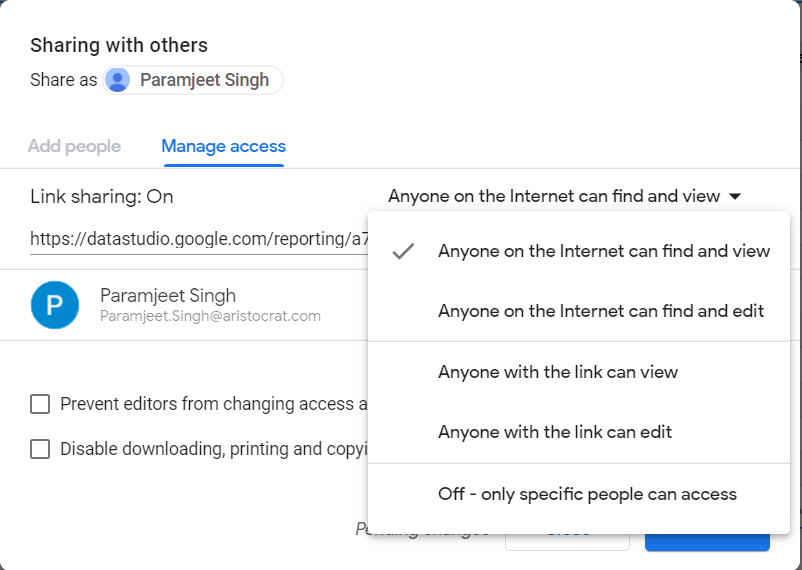 Sharing with others
Share as Paramjeet Singh
Add people Manage access
Link sharing: On Anyone on the Internet can find and view
https://datastudio.google.com/reporting/a7
Anyone on the Internet can find and view
Anyone on the Internet can find and edit
Anyone with the link can view
Anyone with the link can edit
Off - only specific people can access
P
Paramjeet Singh
Paramjeet.Singh@aristocrat.com
Prevent editors from changing access a
Disable downloading, printing and copyi
Pending changes Close